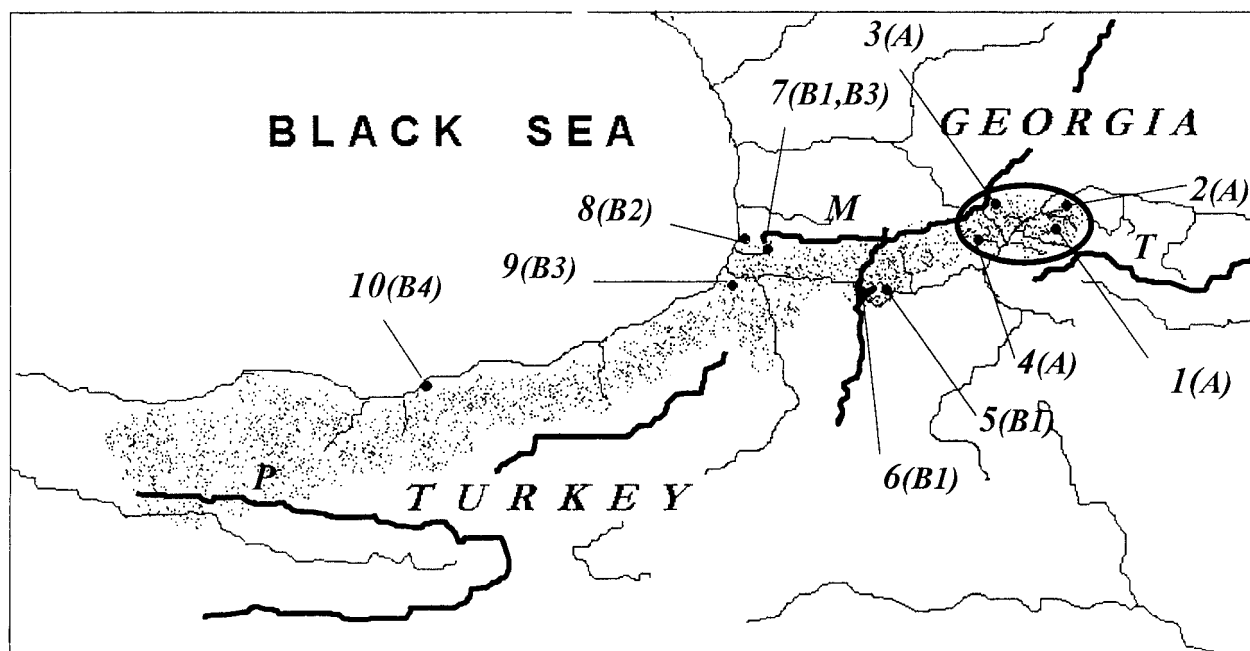 3(A)
7(B1,B3)
GEORGIA
BLACK SEA
2(A)
8(B2)
M
T
9(B3)
10(B4)
4(A)
1(A)
5(B1)
6(B1)
P
TURKEY